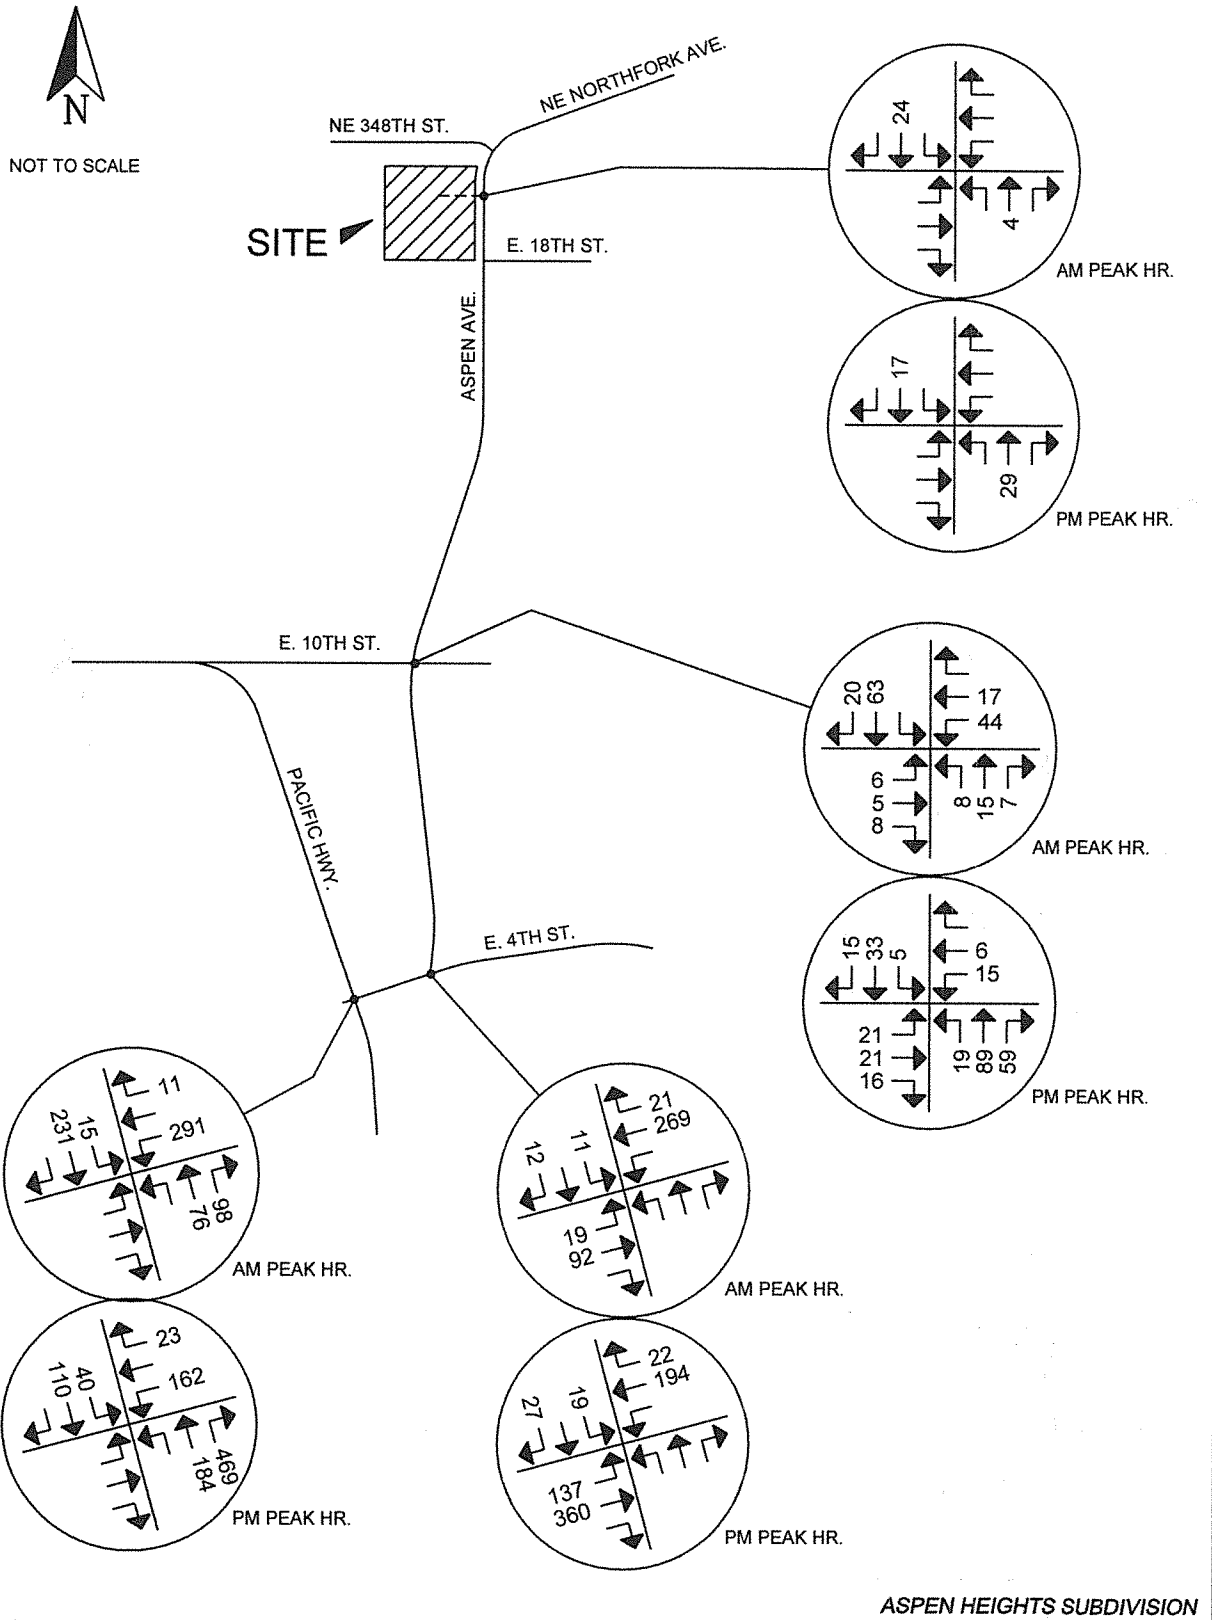 N
NOT TO SCALE
NE 348TH ST.
NE NORTHFORK AVE.
SITE
E. 18TH ST.
ASPEN AVE.
24
4
AM PEAK HR.
17
29
PM PEAK HR.
E. 10TH ST.
PACIFIC HWY.
E. 4TH ST.
20
63
17
44
6
5
8
8
15
7
AM PEAK HR.
15
33
5
6
15
21
21
16
19
89
59
PM PEAK HR.
231
15
11
291
76
98
AM PEAK HR.
110
40
23
162
184
469
PM PEAK HR.
12
11
21
269
19
92
AM PEAK HR.
27
19
22
194
137
360
PM PEAK HR.
ASPEN HEIGHTS SUBDIVISION